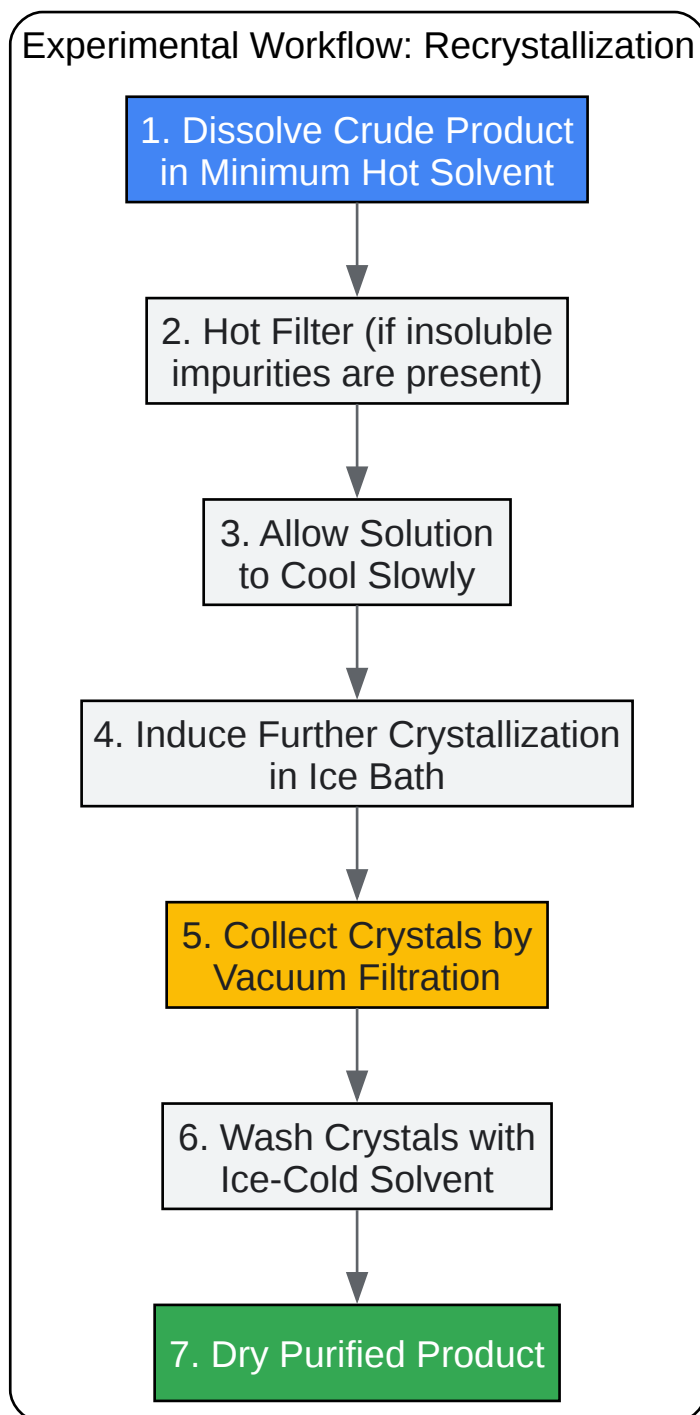 Experimental Workflow: Recrystallization
1. Dissolve Crude Product
in Minimum Hot Solvent
2. Hot Filter (if insoluble
impurities are present)
3. Allow Solution
to Cool Slowly
4. Induce Further Crystallization
in Ice Bath
5. Collect Crystals by
Vacuum Filtration
6. Wash Crystals with
Ice-Cold Solvent
7. Dry Purified Product